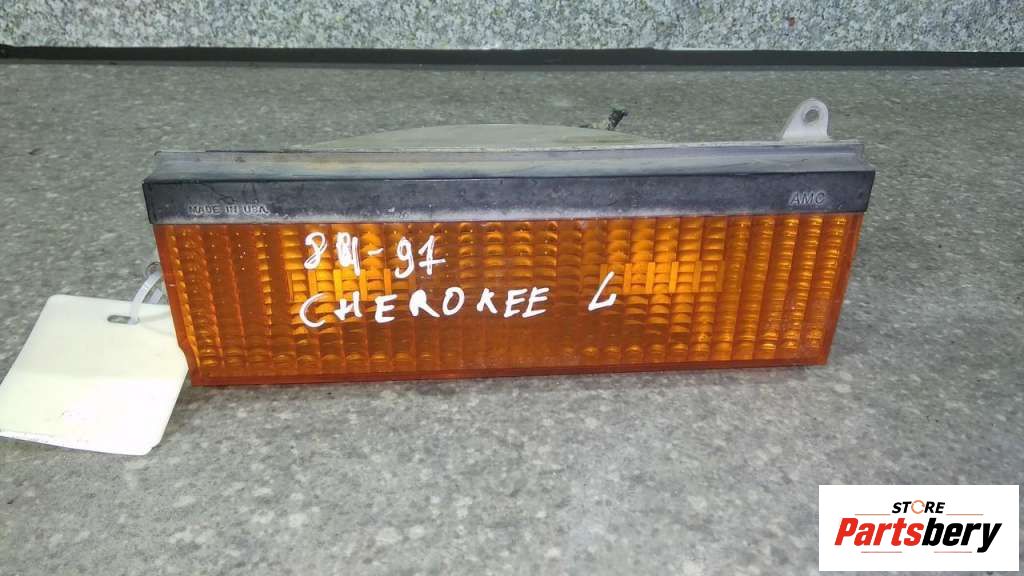 MADE IN USA
AMC
84-97
CHEROKEE L
STORE
Partsbery